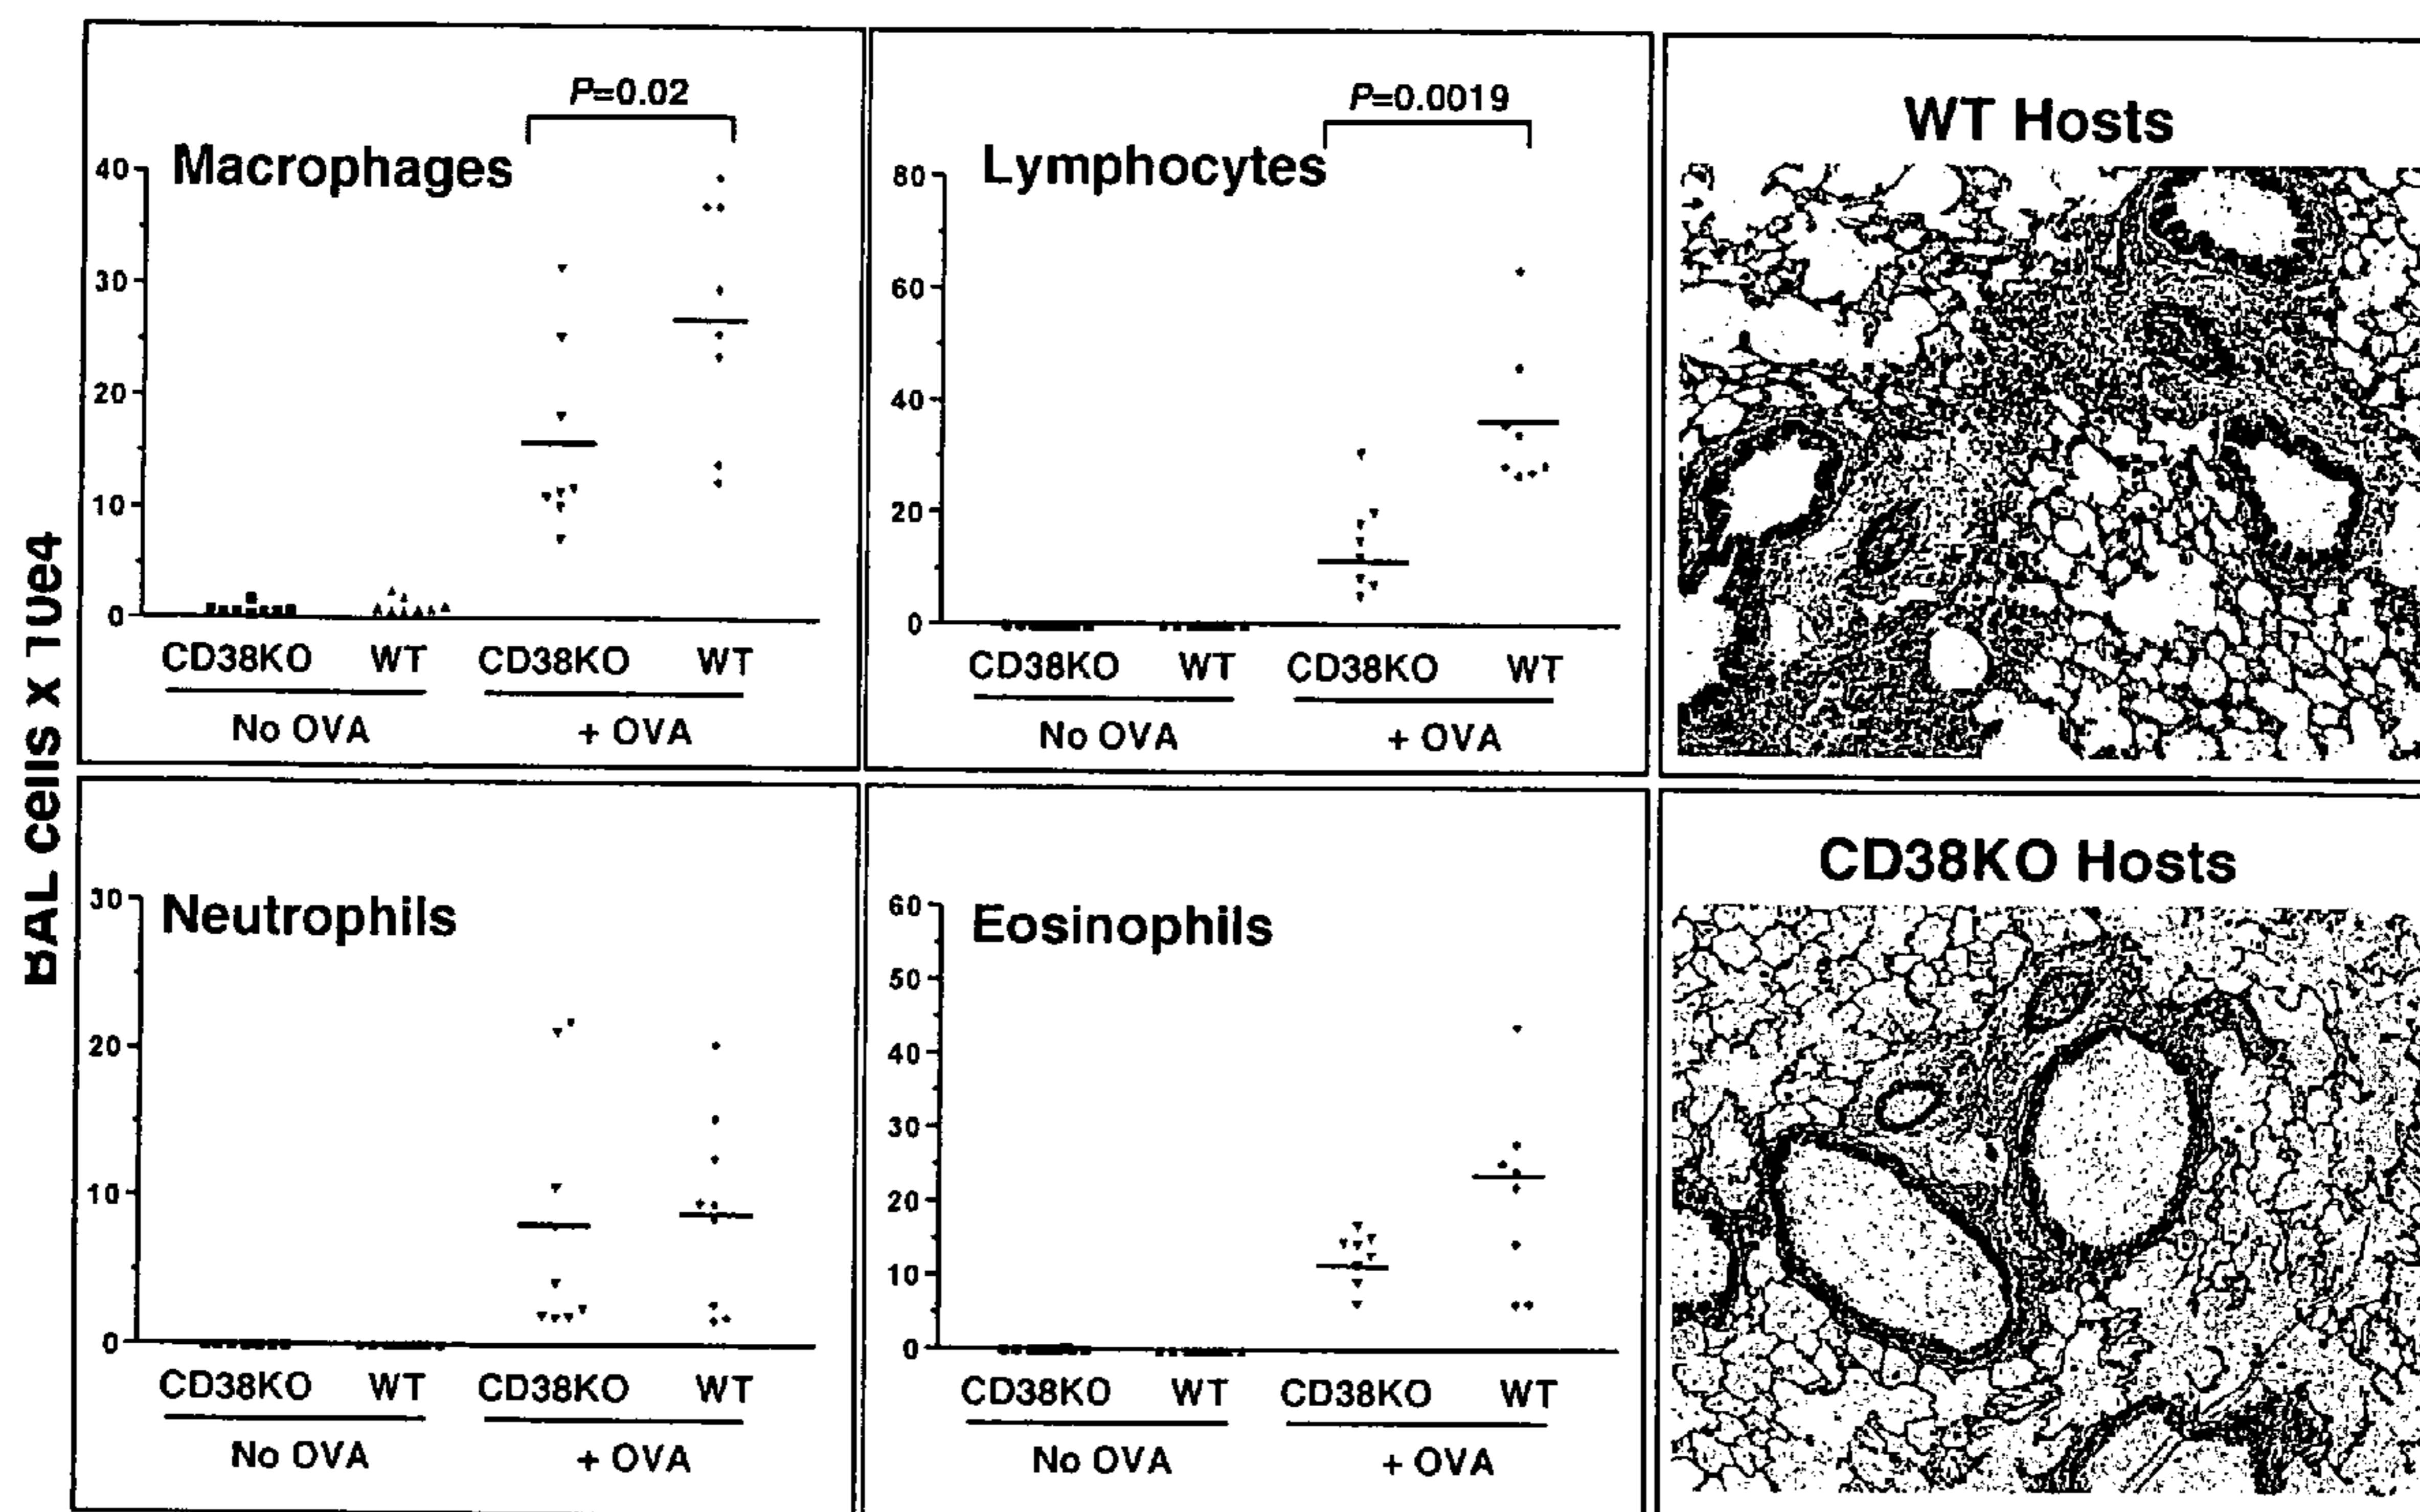 BAL cells x 10e4
P=0.02
Macrophages
40
30
20
10
0
CD38KO WT CD38KO WT
No OVA + OVA
P=0.0019
Lymphocytes
80
60
40
20
0
CD38KO WT CD38KO WT
No OVA + OVA
WT Hosts
Neutrophils
30
20
10
0
CD38KO WT CD38KO WT
No OVA + OVA
Eosinophils
60
50
40
30
20
10
0
CD38KO WT CD38KO WT
No OVA + OVA
CD38KO Hosts